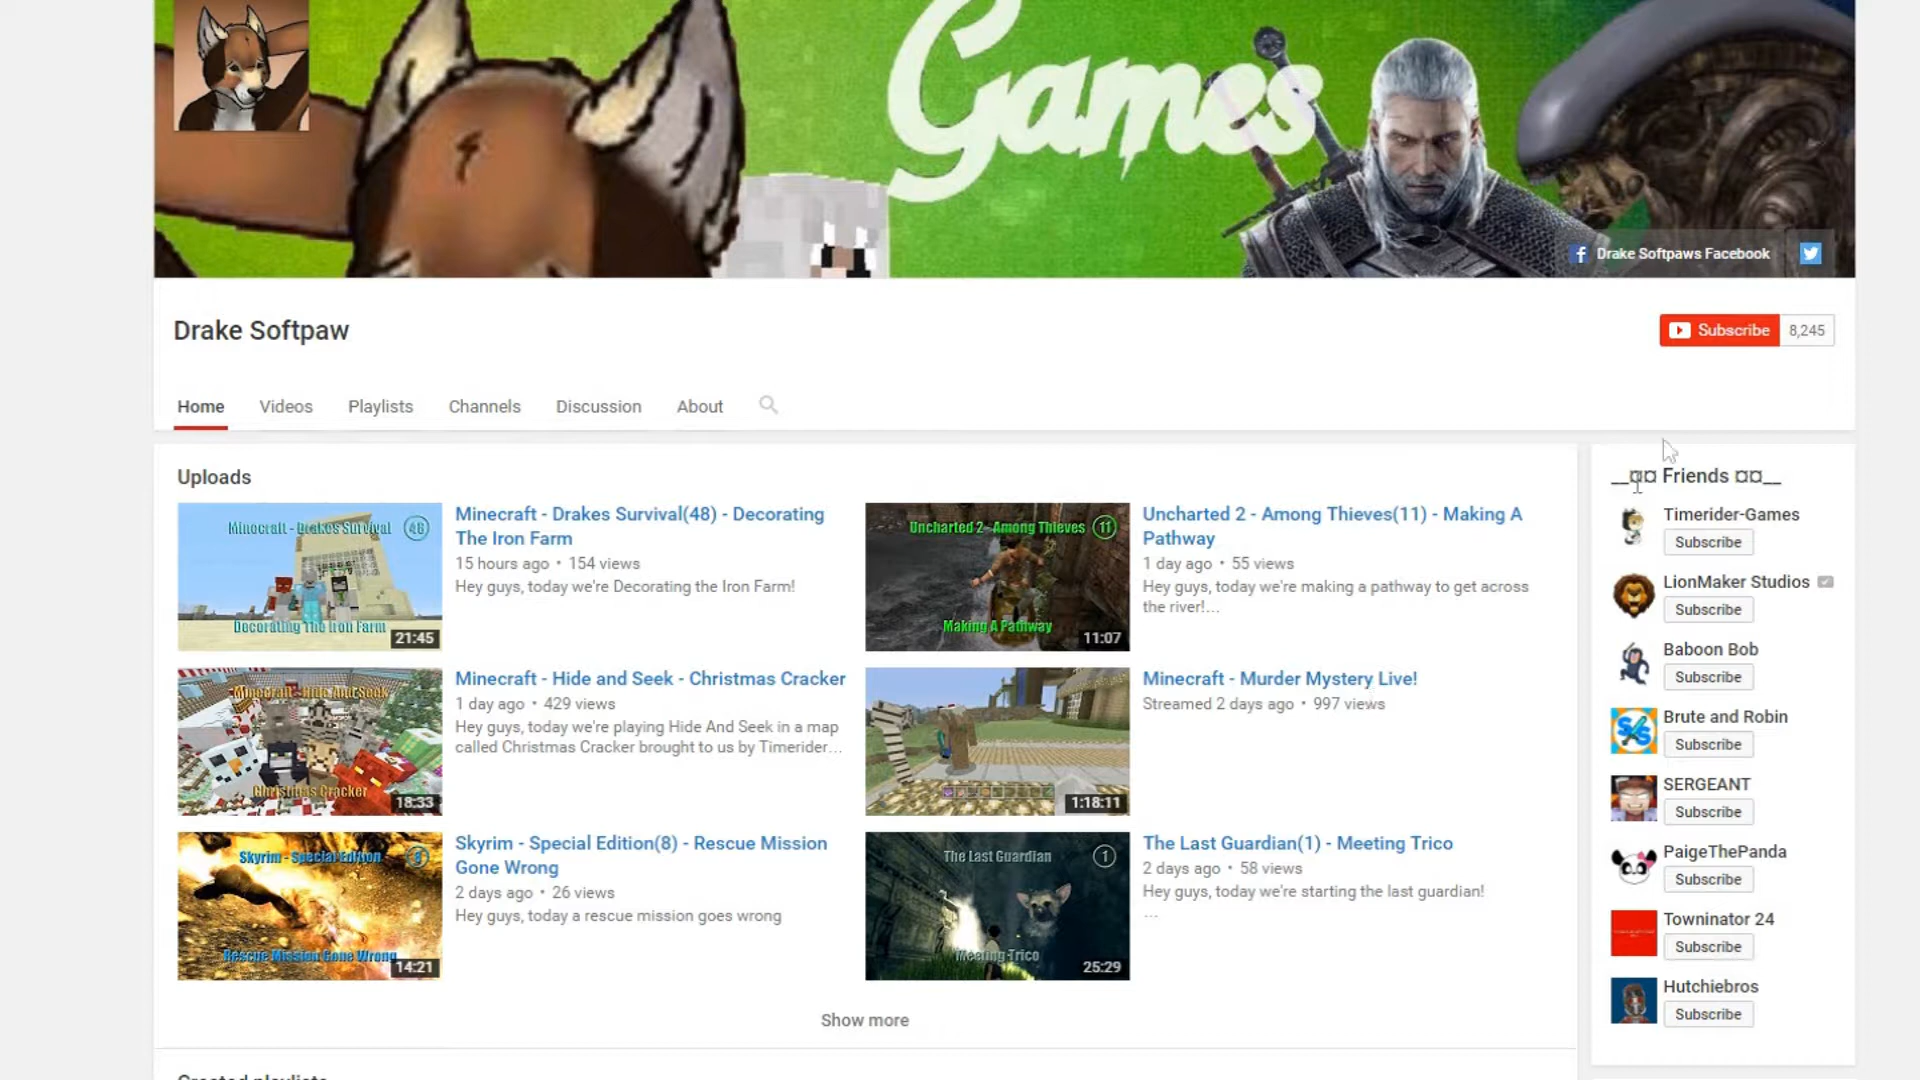 Games
Drake Softpaws Facebook
Drake Softpaw
Subscribe 8,245
Home Videos Playlists Channels Discussion About
Uploads
Minecraft - Drakes Survival 48
Decorating The Iron Farm
21:45
Minecraft - Drakes Survival(48) - Decorating
The Iron Farm
15 hours ago • 154 views
Hey guys, today we're Decorating the Iron Farm!
Uncharted 2 - Among Thieves 11
Making A Pathway
11:07
Uncharted 2 - Among Thieves(11) - Making A
Pathway
1 day ago • 55 views
Hey guys, today we're making a pathway to get across
the river!...
Minecraft - Hide And Seek
Christmas Cracker
18:33
Minecraft - Hide and Seek - Christmas Cracker
1 day ago • 429 views
Hey guys, today we're playing Hide And Seek in a map
called Christmas Cracker brought to us by Timerider...
1:18:11
Minecraft - Murder Mystery Live!
Streamed 2 days ago • 997 views
Skyrim - Special Edition 8
Rescue Mission Gone Wrong
14:21
Skyrim - Special Edition(8) - Rescue Mission
Gone Wrong
2 days ago • 26 views
Hey guys, today a rescue mission goes wrong
The Last Guardian 1
Meeting Trico
25:29
The Last Guardian(1) - Meeting Trico
2 days ago • 58 views
Hey guys, today we're starting the last guardian!
...
Show more
__¤¤ Friends ¤¤__
Timerider-Games
Subscribe
LionMaker Studios
Subscribe
Baboon Bob
Subscribe
Brute and Robin
Subscribe
SERGEANT
Subscribe
PaigeThePanda
Subscribe
Towninator 24
Subscribe
Hutchiebros
Subscribe